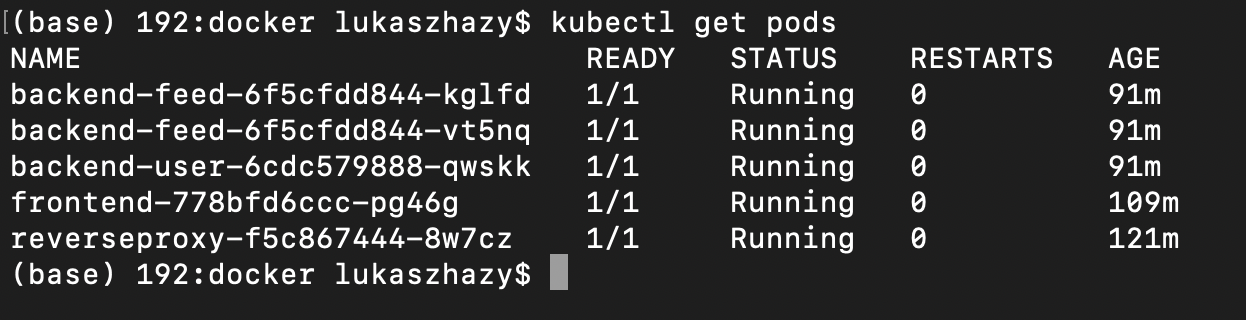 [(base) 192:docker lukaszhazy$ kubectl get pods
NAME READY STATUS RESTARTS AGE
backend-feed-6f5cfdd844-kglfd 1/1 Running 0 91m
backend-feed-6f5cfdd844-vt5nq 1/1 Running 0 91m
backend-user-6cdc579888-qwskk 1/1 Running 0 91m
frontend-778bfd6ccc-pg46g 1/1 Running 0 109m
reverseproxy-f5c867444-8w7cz 1/1 Running 0 121m
(base) 192:docker lukaszhazy$